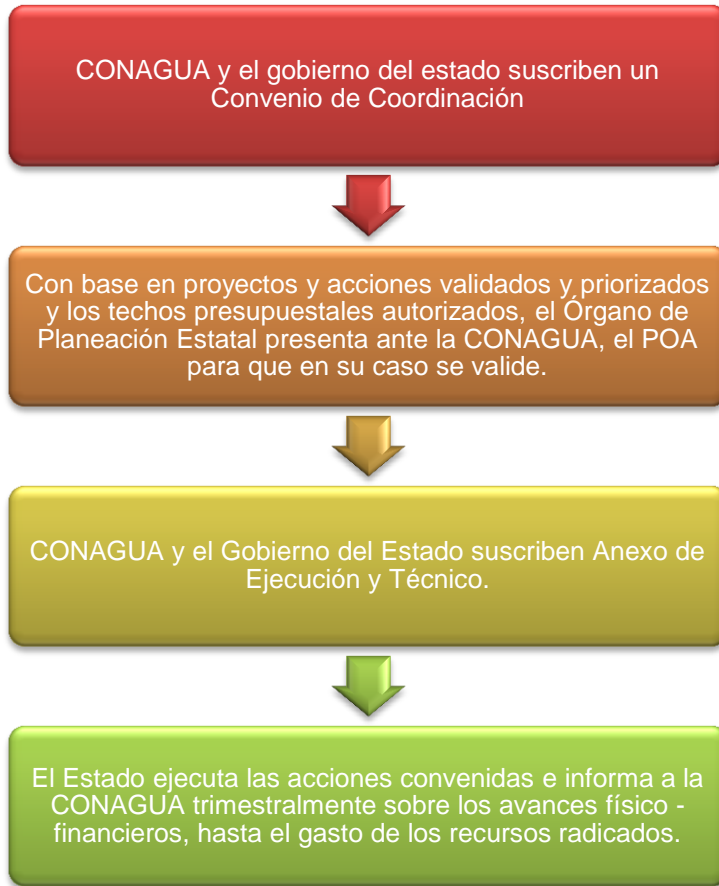 CONAGUA y el gobierno del estado suscriben un
Convenio de Coordinación
Con base en proyectos y acciones validados y priorizados
y los techos presupuestales autorizados, el Órgano de
Planeación Estatal presenta ante la CONAGUA, el POA
para que en su caso se valide.
CONAGUA y el Gobierno del Estado suscriben Anexo de
Ejecución y Técnico.
El Estado ejecuta las acciones convenidas e informa a la
CONAGUA trimestralmente sobre los avances físico -
financieros, hasta el gasto de los recursos radicados.